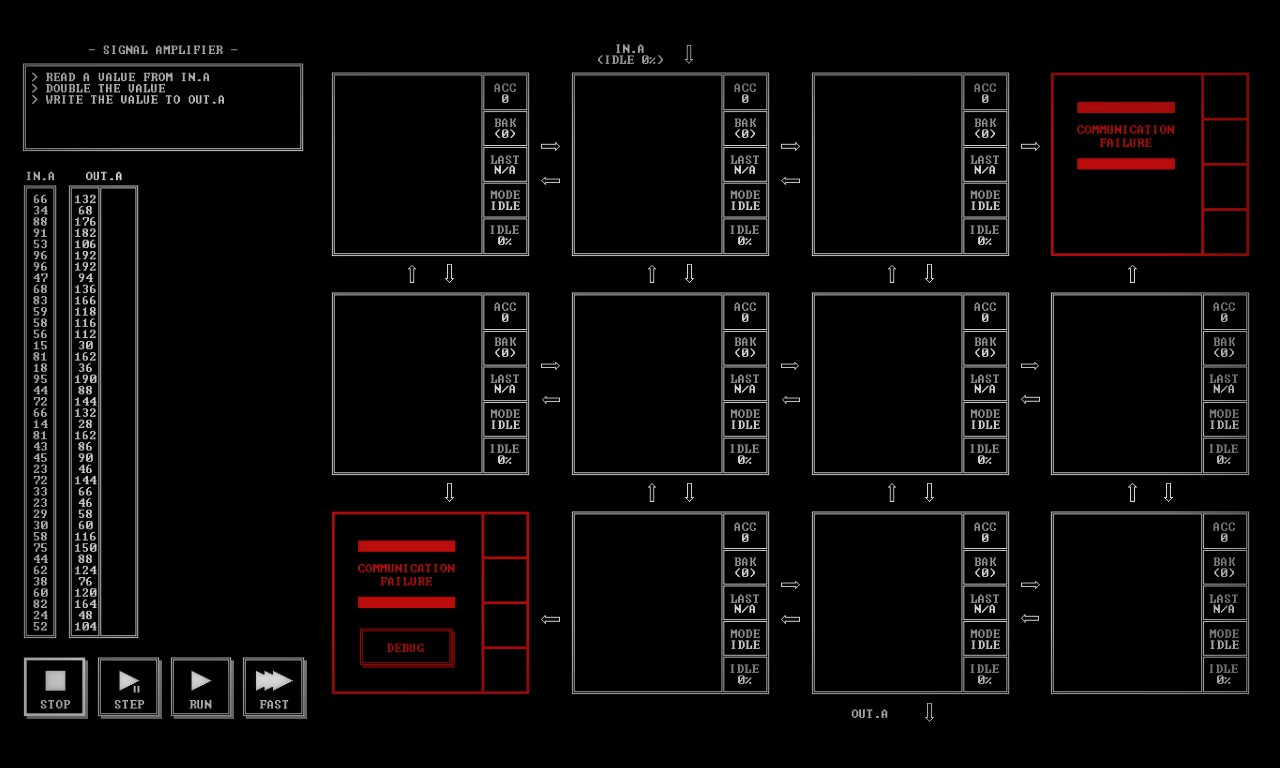 - SIGNAL AMPLIFIER -
> READ A VALUE FROM IN.A
> DOUBLE THE VALUE
> WRITE THE VALUE TO OUT.A
IN.A OUT.A
66 132
34 68
88 176
91 182
53 106
96 192
96 192
47 94
68 136
83 166
59 118
58 116
56 112
15 30
81 162
18 36
95 190
44 88
72 144
66 132
14 28
81 162
43 86
45 90
23 46
72 144
33 66
23 46
29 58
30 60
58 116
75 150
44 88
62 124
38 76
60 120
82 164
24 48
52 104
STOP STEP RUN FAST
IN.A
(IDLE 0%)
ACC
0
BAK
(0)
LAST
N/A
MODE
IDLE
IDLE
0%
ACC
0
BAK
(0)
LAST
N/A
MODE
IDLE
IDLE
0%
ACC
0
BAK
(0)
LAST
N/A
MODE
IDLE
IDLE
0%
COMMUNICATION
FAILURE
ACC
0
BAK
(0)
LAST
N/A
MODE
IDLE
IDLE
0%
ACC
0
BAK
(0)
LAST
N/A
MODE
IDLE
IDLE
0%
ACC
0
BAK
(0)
LAST
N/A
MODE
IDLE
IDLE
0%
ACC
0
BAK
(0)
LAST
N/A
MODE
IDLE
IDLE
0%
COMMUNICATION
FAILURE
DEBUG
ACC
0
BAK
(0)
LAST
N/A
MODE
IDLE
IDLE
0%
ACC
0
BAK
(0)
LAST
N/A
MODE
IDLE
IDLE
0%
ACC
0
BAK
(0)
LAST
N/A
MODE
IDLE
IDLE
0%
OUT.A